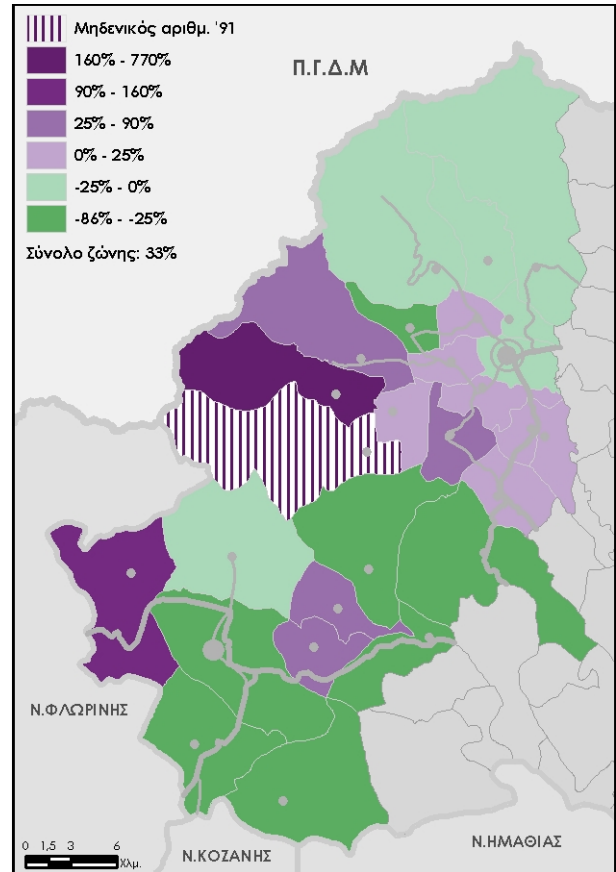 Μηδενικός αριθμ. '91
160% - 770%
90% - 160%
25% - 90%
0% - 25%
-25% - 0%
-86% - -25%
Σύνολο ζώνης: 33%
Π.Γ.Δ.Μ
Ν.ΦΛΩΡΙΝΗΣ
Ν.ΚΟΖΑΝΗΣ
Ν.ΗΜΑΘΙΑΣ
0 1,5 3 6
Χλμ.